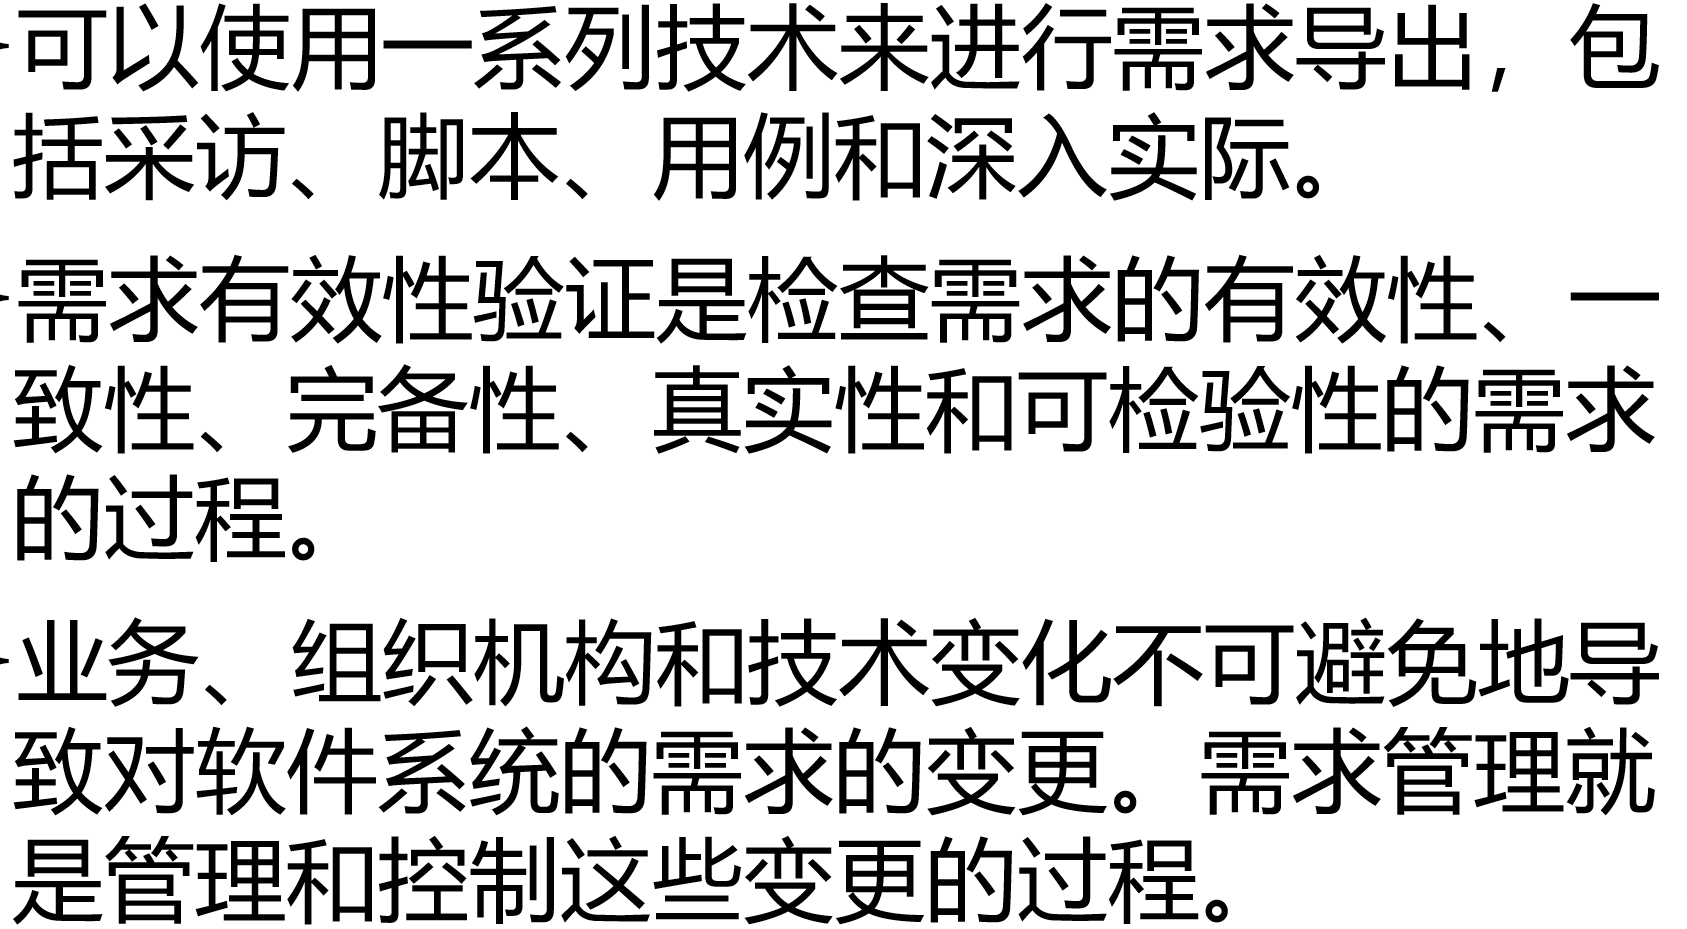 可以使用一系列技术来进行需求导出，包
括采访、脚本、用例和深入实际。
需求有效性验证是检查需求的有效性、一
致性、完备性、真实性和可检验性的需求
的过程。
业务、组织机构和技术变化不可避免地导
致对软件系统的需求的变更。需求管理就
是管理和控制这些变更的过程。